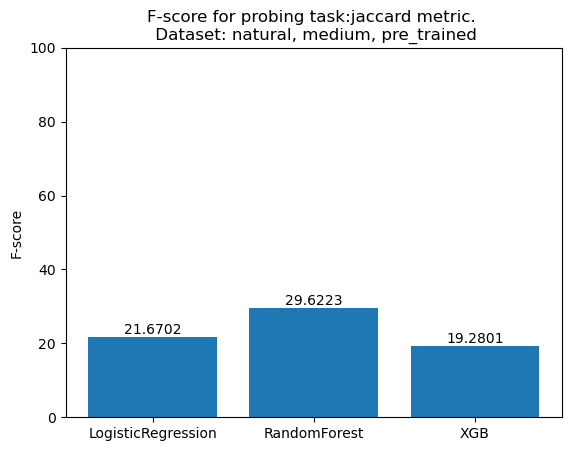 F-score for probing task:jaccard metric.
Dataset: natural, medium, pre_trained
100
80
60
40
20
0
F-score
21.6702
29.6223
19.2801
LogisticRegression
RandomForest
XGB